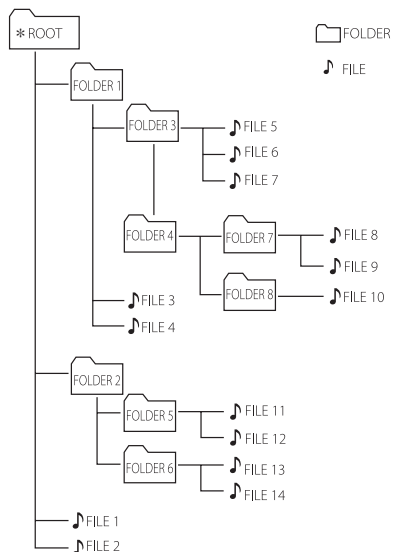 * ROOT
FOLDER
FILE
FOLDER 1
FOLDER 3
FILE 5
FILE 6
FILE 7
FOLDER 4
FOLDER 7
FILE 8
FILE 9
FOLDER 8
FILE 10
FILE 3
FILE 4
FOLDER 2
FOLDER 5
FILE 11
FILE 12
FOLDER 6
FILE 13
FILE 14
FILE 1
FILE 2